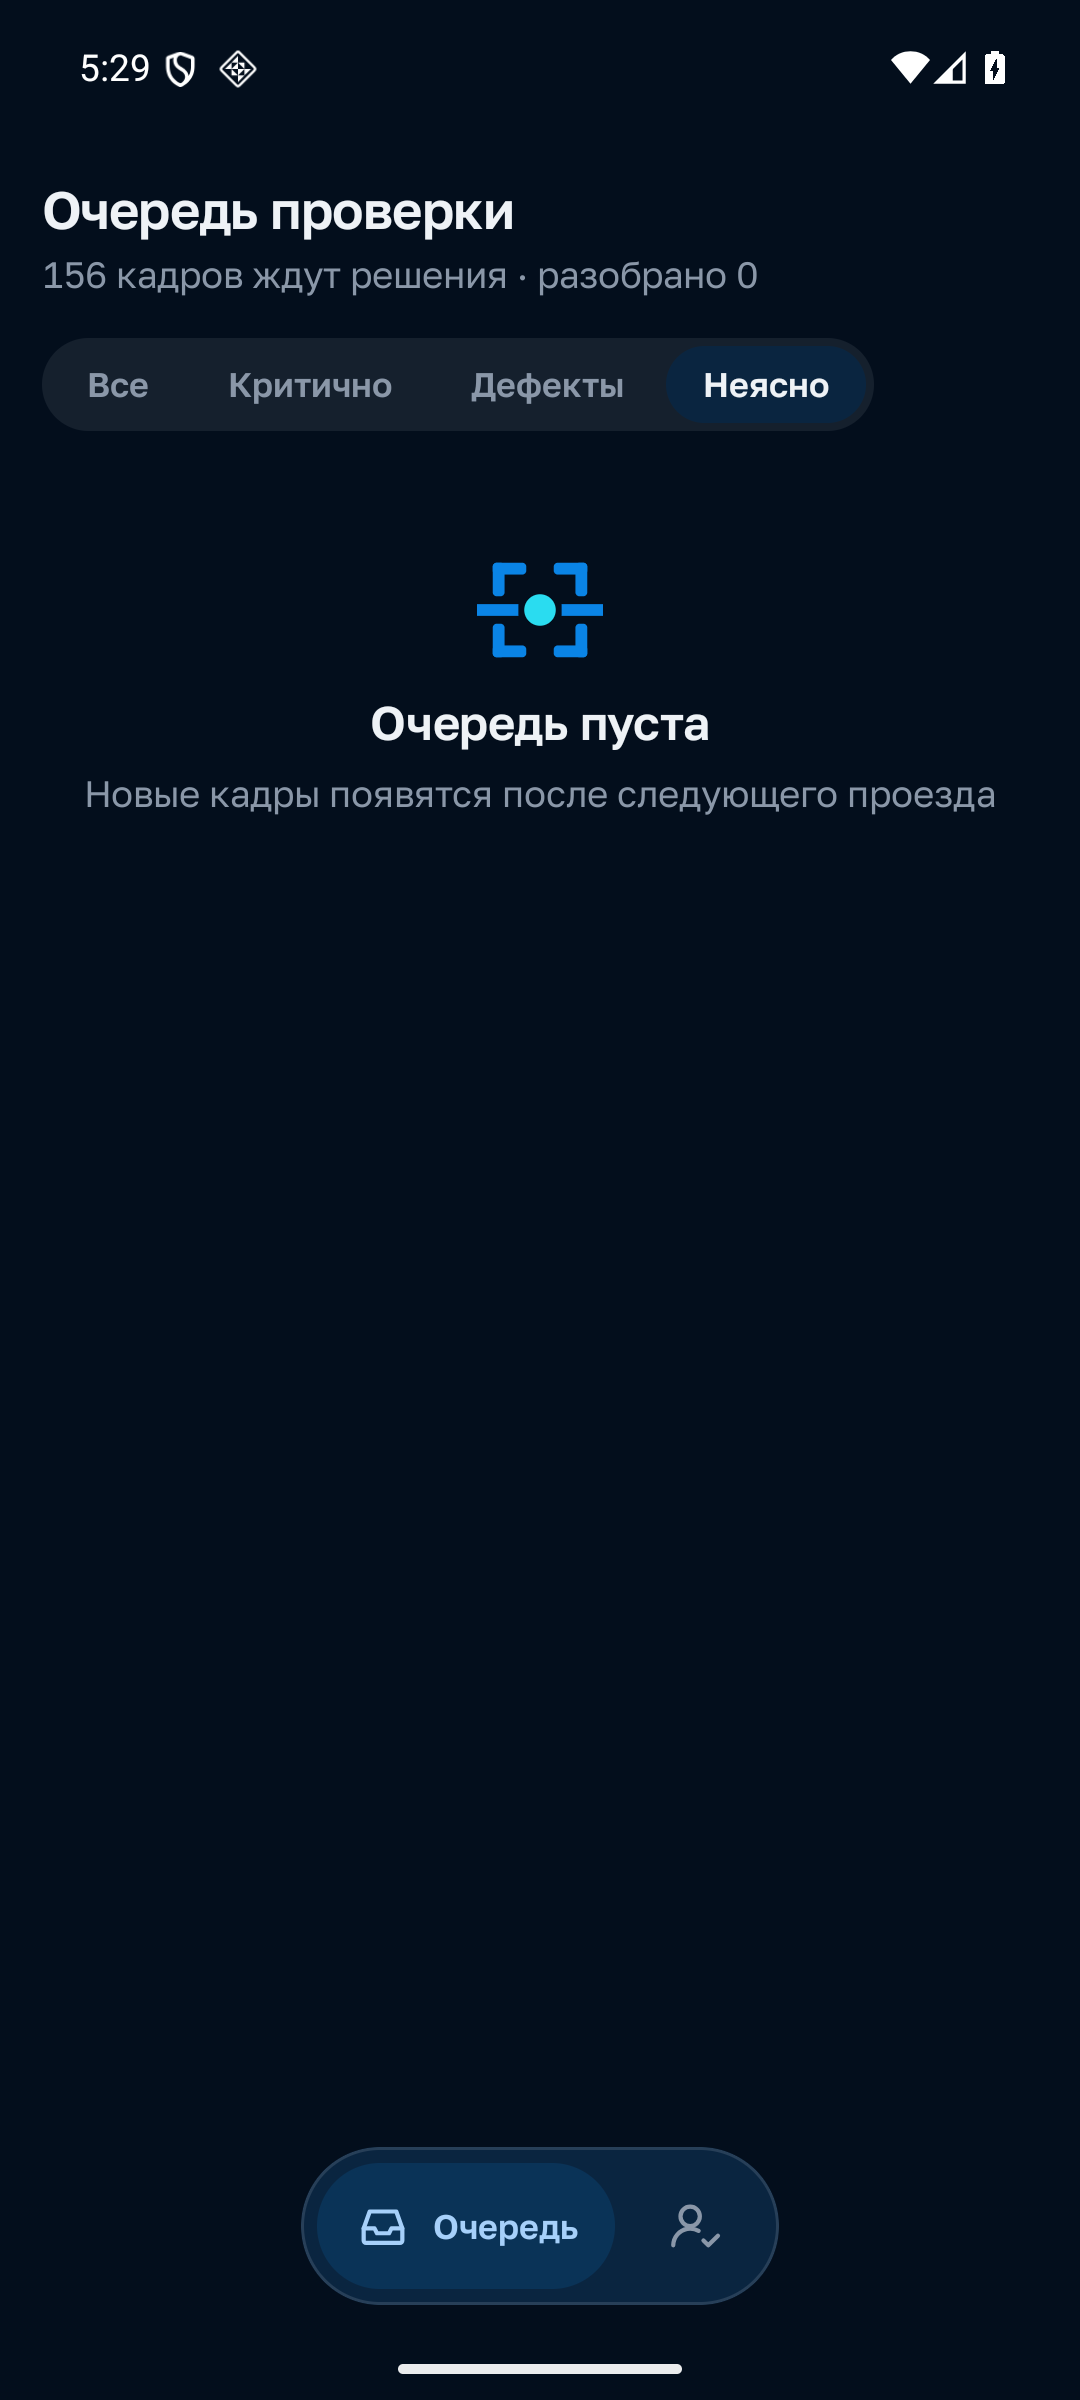 5:29
Очередь проверки
156 кадров ждут решения · разобрано 0
Все Критично Дефекты Неясно
Очередь пуста
Новые кадры появятся после следующего проезда
Очередь